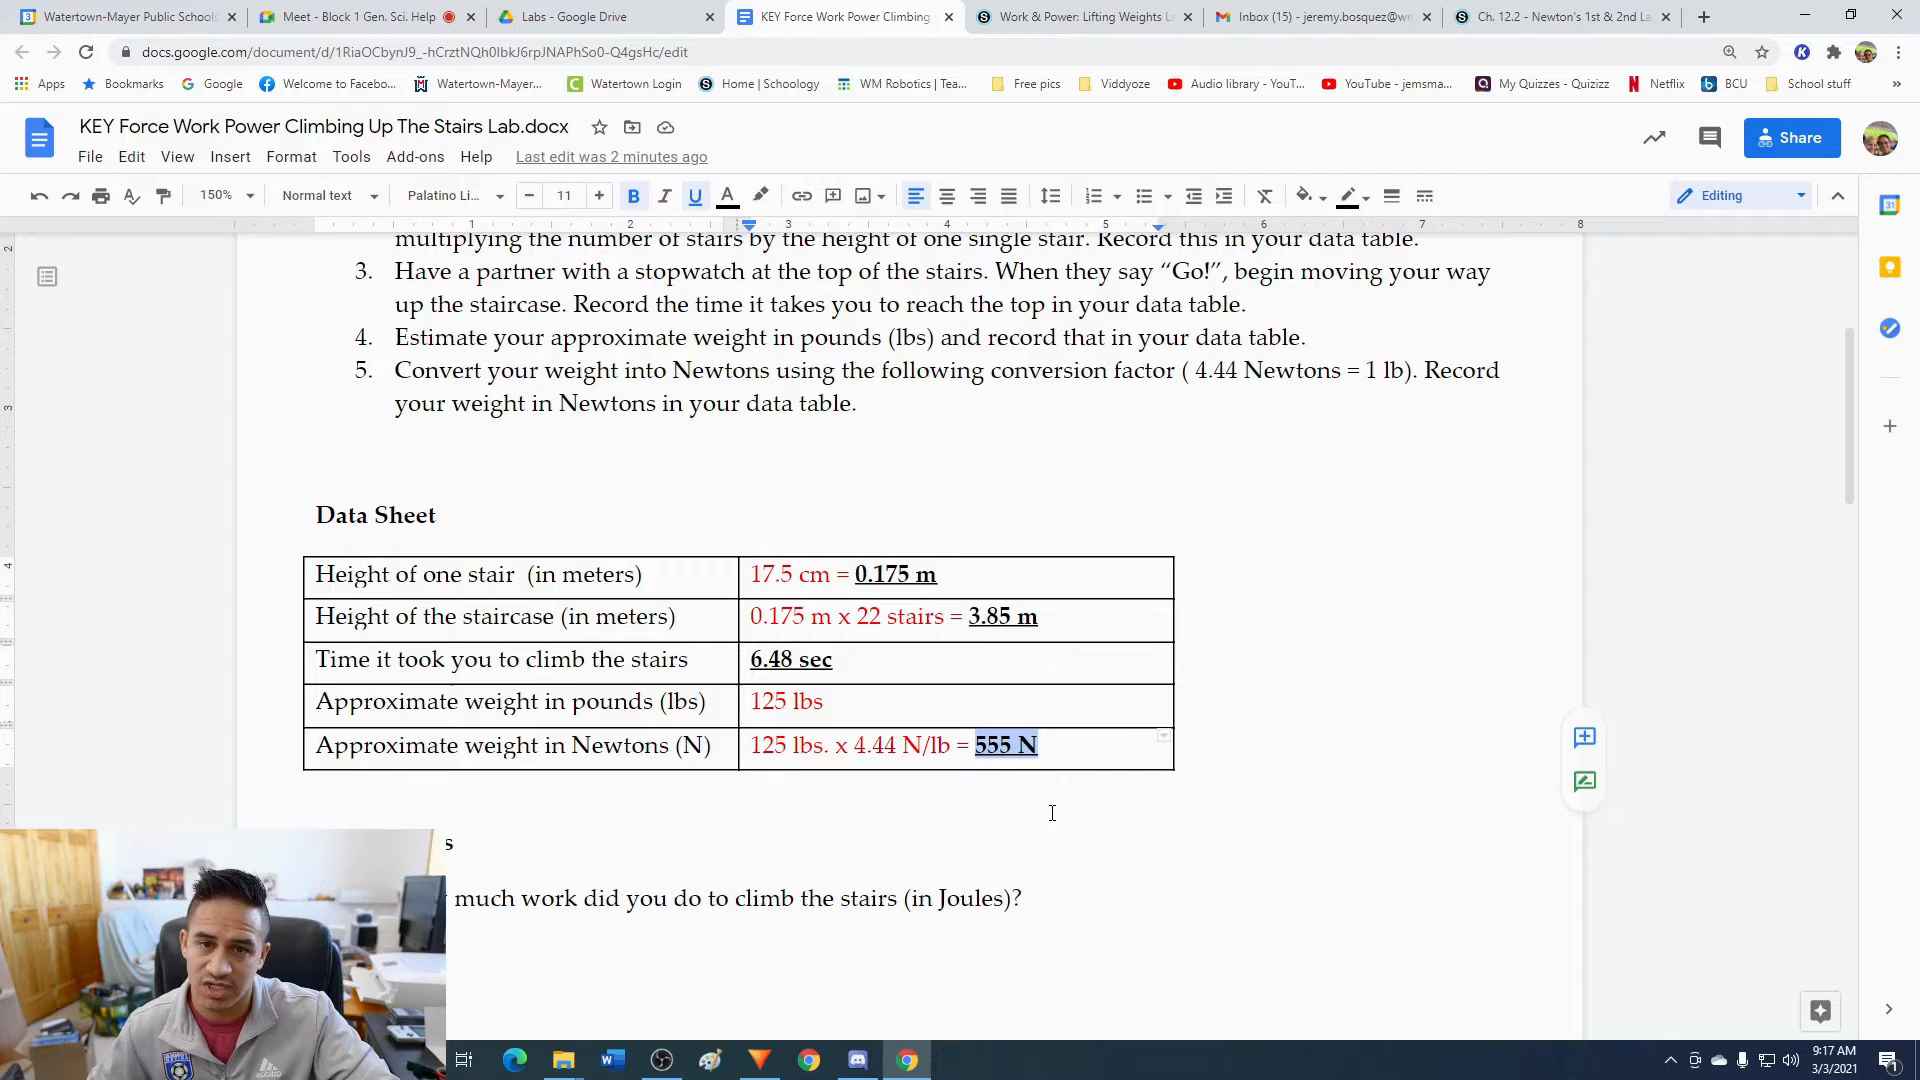 Watertown-Mayer Public Schools
Meet - Block 1 Gen. Sci. Help
Labs - Google Drive
KEY Force Work Power Climbing
Work & Power: Lifting Weights L
Inbox (15) - jeremy.bosquez@w
Ch. 12.2 - Newton's 1st & 2nd La
docs.google.com/document/d/1RiaOCbynJ9_-hCrztNQh0lbkJ6rpJNAPhSo0-Q4gsHc/edit
Apps
Bookmarks
Google
Welcome to Facebo...
Watertown-Mayer...
Watertown Login
Home | Schoology
WM Robotics | Tea...
Free pics
Viddyoze
Audio library - YouT...
YouTube - jemsma...
My Quizzes - Quizizz
Netflix
BCU
School stuff
»
KEY Force Work Power Climbing Up The Stairs Lab.docx
Share
File Edit View Insert Format Tools Add-ons Help Last edit was 2 minutes ago
150% Normal text Palatino Li... 11 B I U A Editing
1 2 3 4 5 6 7 8
multiplying the number of stairs by the height of one single stair. Record this in your data table.
3. Have a partner with a stopwatch at the top of the stairs. When they say “Go!”, begin moving your way
up the staircase. Record the time it takes you to reach the top in your data table.
4. Estimate your approximate weight in pounds (lbs) and record that in your data table.
5. Convert your weight into Newtons using the following conversion factor ( 4.44 Newtons = 1 lb). Record
your weight in Newtons in your data table.
Data Sheet
Height of one stair (in meters) 17.5 cm = 0.175 m
Height of the staircase (in meters) 0.175 m x 22 stairs = 3.85 m
Time it took you to climb the stairs 6.48 sec
Approximate weight in pounds (lbs) 125 lbs
Approximate weight in Newtons (N) 125 lbs. x 4.44 N/lb = 555 N
s
much work did you do to climb the stairs (in Joules)?
9:17 AM
3/3/2021